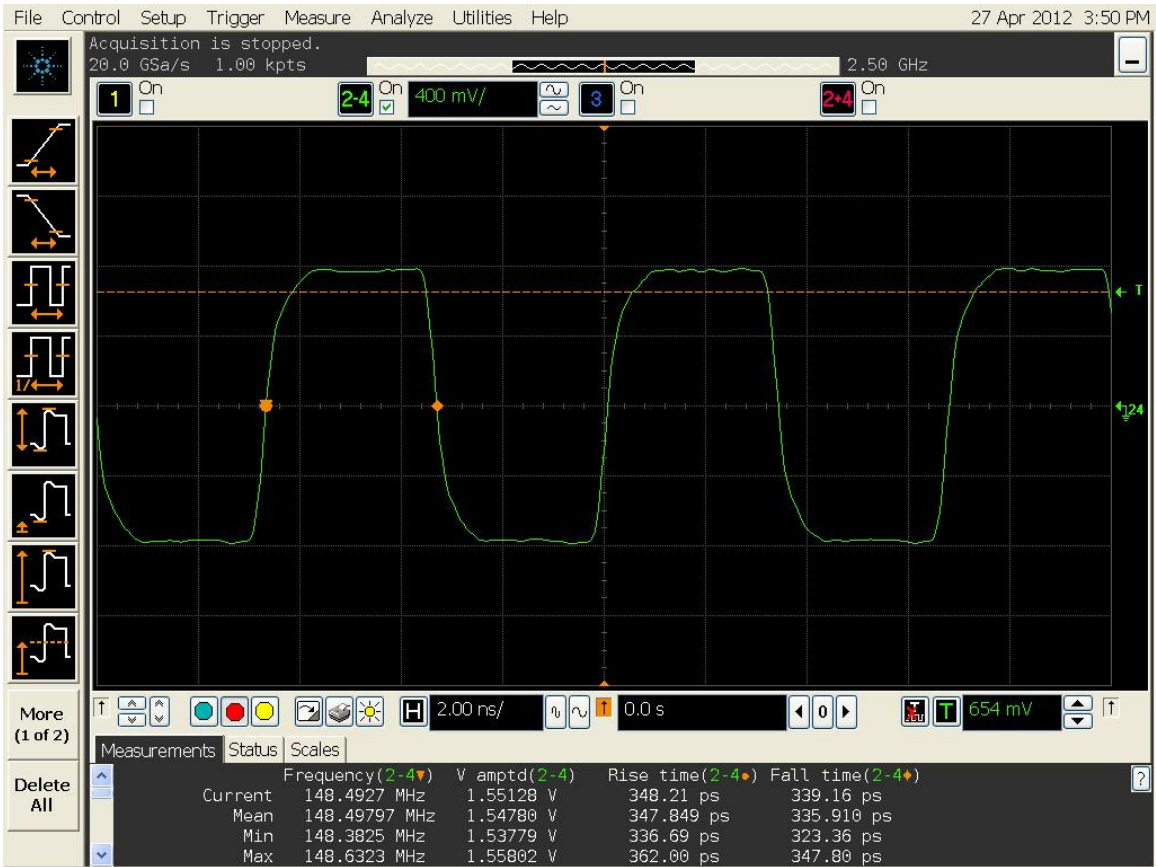 File Control Setup Trigger Measure Analyze Utilities Help 27 Apr 2012 3:50 PM
Acquisition is stopped.
20.0 GSa/s 1.00 kpts 2.50 GHz
1 On 2-4 On 400 mV/ 3 On 2+4 On
T
24
1/
More
(1 of 2)
Delete
All
H 2.00 ns/ 0.0 s 0 T 654 mV
Measurements Status Scales
Frequency(2-4) V amptd(2-4) Rise time(2-4) Fall time(2-4) ?
Current 148.4927 MHz 1.55128 V 348.21 ps 339.16 ps
Mean 148.49797 MHz 1.54780 V 347.849 ps 335.910 ps
Min 148.3825 MHz 1.53779 V 336.69 ps 323.36 ps
Max 148.6323 MHz 1.55802 V 362.00 ps 347.80 ps